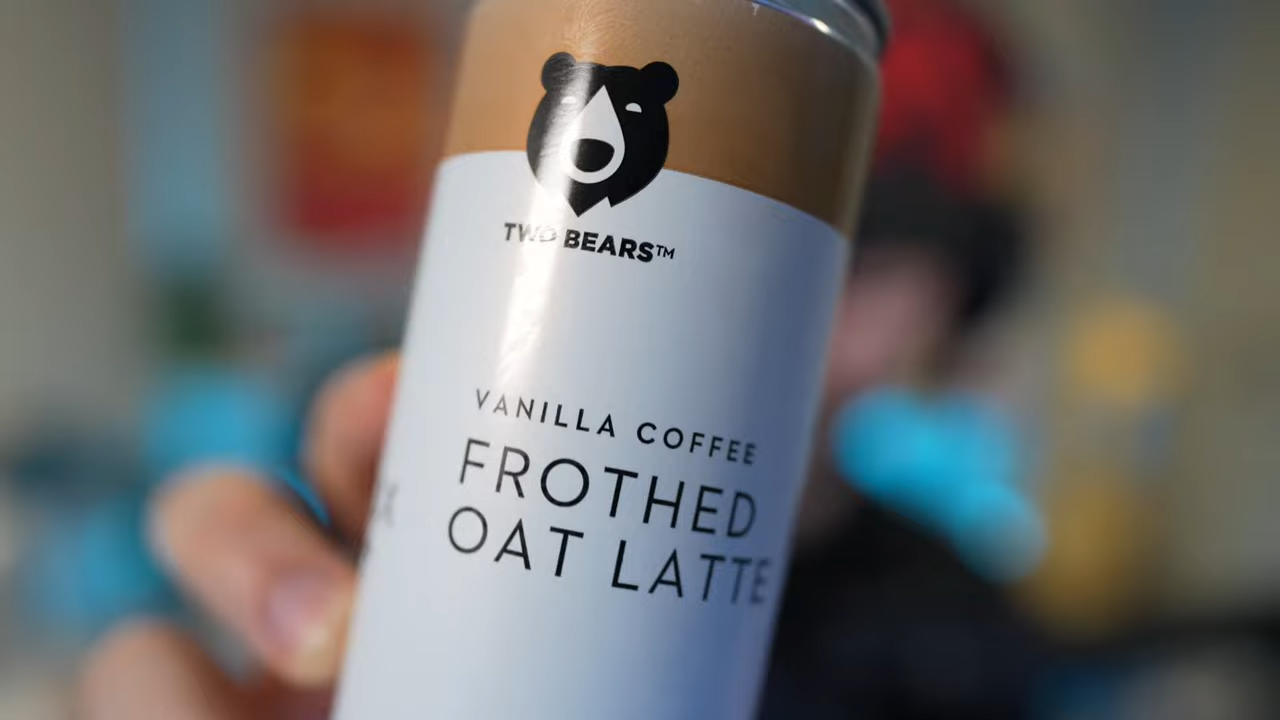 TWO BEARS™
VANILLA COFFEE
FROTHED
OAT LATTE